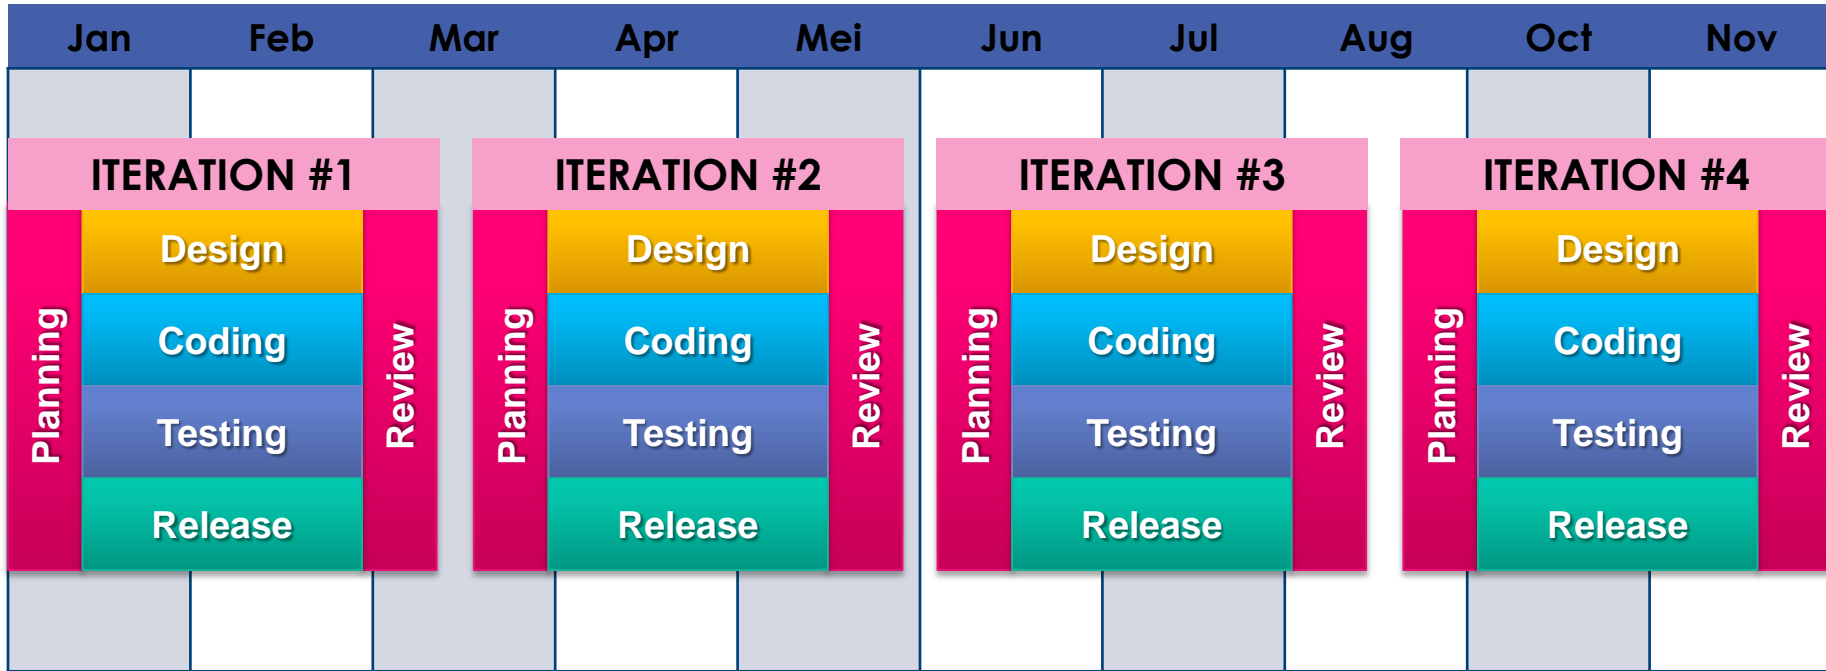 Jan Feb Mar Apr Mei Jun Jul Aug Oct Nov
ITERATION #1 ITERATION #2 ITERATION #3 ITERATION #4
Planning
Design
Coding
Testing
Release
Review
Planning
Design
Coding
Testing
Release
Review
Planning
Design
Coding
Testing
Release
Review
Planning
Design
Coding
Testing
Release
Review